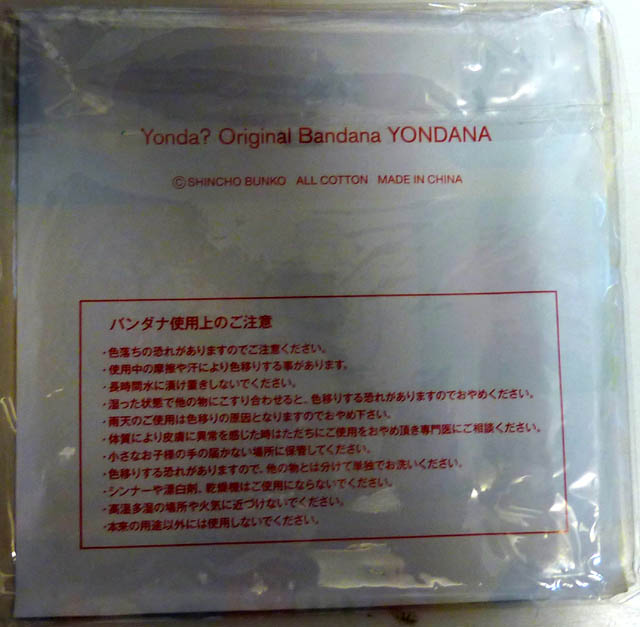 Yonda? Original Bandana YONDANA
©SHINCHO BUNKO ALL COTTON MADE IN CHINA
バンダナ使用上のご注意
・色落ちの恐れがありますのでご注意ください。
・使用中の摩擦や汗により色移りする事があります。
・長時間水に漬け置きしないでください。
・湿った状態で他の物にこすり合わせると、色移りする恐れがありますのでおやめください。
・雨天のご使用は色移りの原因となりますのでおやめ下さい。
・体質により皮膚に異常を感じた時はただちにご使用をおやめ頂き専門医にご相談ください。
・小さなお子様の手の届かない場所に保管してください。
・色移りする恐れがありますので、他の物とは分けて単独でお洗いください。
・シンナーや漂白剤、乾燥機はご使用にならないでください。
・高温多湿の場所や火気に近づけないでください。
・本来の用途以外には使用しないでください。